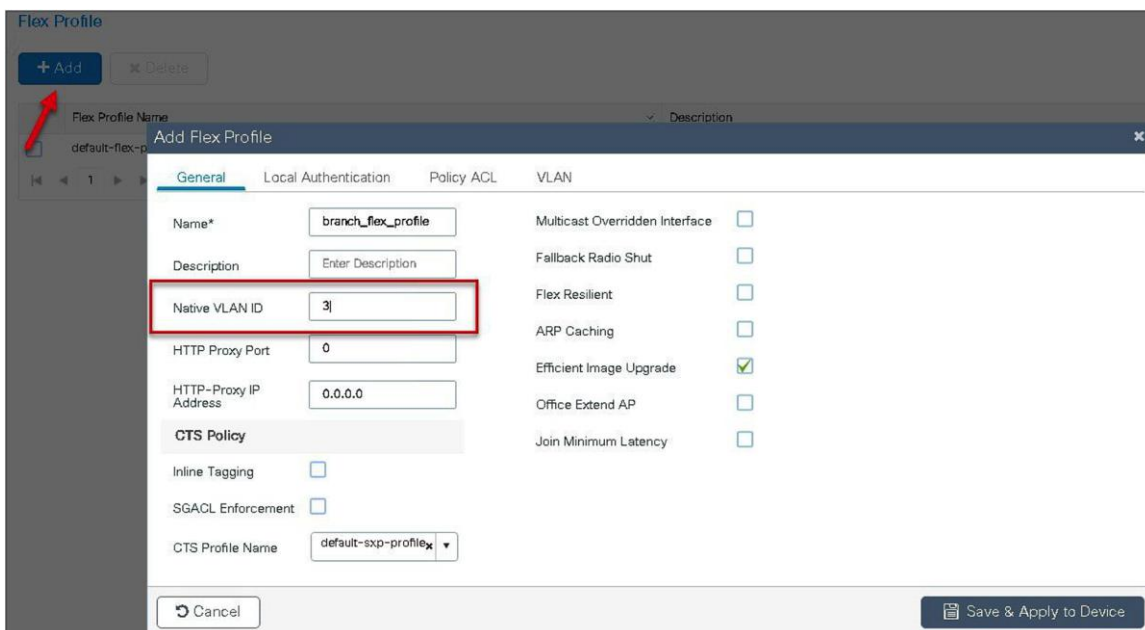 Flex Profile
+ Add
✖ Delete
Flex Profile Name
Description
default-flex-p
1
Add Flex Profile
General Local Authentication Policy ACL VLAN
Name* branch_flex_profile
Description Enter Description
Native VLAN ID 3
HTTP Proxy Port 0
HTTP-Proxy IP
Address 0.0.0.0
CTS Policy
Inline Tagging
SGACL Enforcement
CTS Profile Name default-sxp-profile x
Multicast Overridden Interface
Fallback Radio Shut
Flex Resilient
ARP Caching
Efficient Image Upgrade
Office Extend AP
Join Minimum Latency
Cancel
Save & Apply to Device